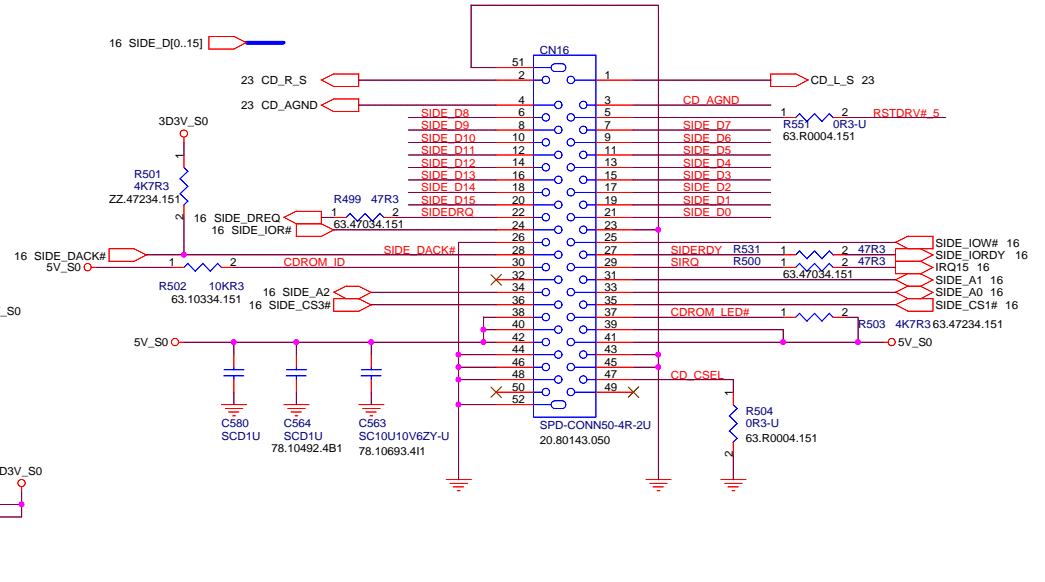 16 SIDE_D[0..15]
CN16
51
23 CD_R_S 2 1 CD_L_S 23
23 CD_AGND 4 3 CD_AGND
SIDE_D8 6 5 1 2 RSTDRV#_5
R551 0R3-U
63.R0004.151
3D3V_S0
SIDE_D9 8 7 SIDE_D7
SIDE_D10 10 9 SIDE_D6
SIDE_D11 12 11 SIDE_D5
SIDE_D12 14 13 SIDE_D4
SIDE_D13 16 15 SIDE_D3
SIDE_D14 18 17 SIDE_D2
SIDE_D15 20 19 SIDE_D1
1
R501
4K7R3
ZZ.47234.151
2
R499 47R3
16 SIDE_DREQ 1 2 SIDEDRQ 22 21 SIDE_D0
63.47034.151
16 SIDE_IOR# 24 23
26 25 SIDE_IOW# 16
16 SIDE_DACK# SIDE_DACK# 28 27 SIDERDY R531 1 2 47R3 SIDE_IORDY 16
5V_S0 1 2 CDROM_ID 30 29 SIRQ R500 1 2 47R3 IRQ15 16
63.47034.151
R502 10KR3
63.10334.151
32 31 SIDE_A1 16
16 SIDE_A2 34 33 SIDE_A0 16
16 SIDE_CS3# 36 35 SIDE_CS1# 16
_S0
38 37 CDROM_LED# 1 2
R503 4K7R3 63.47234.151
40 39
5V_S0 42 41 5V_S0
44 43
46 45
48 47 CD_CSEL
50 49
52
C580
SCD1U
C564
SCD1U
78.10492.4B1
C563
SC10U10V6ZY-U
78.10693.4I1
SPD-CONN50-4R-2U
20.80143.050
1
R504
0R3-U
63.R0004.151
2
D3V_S0